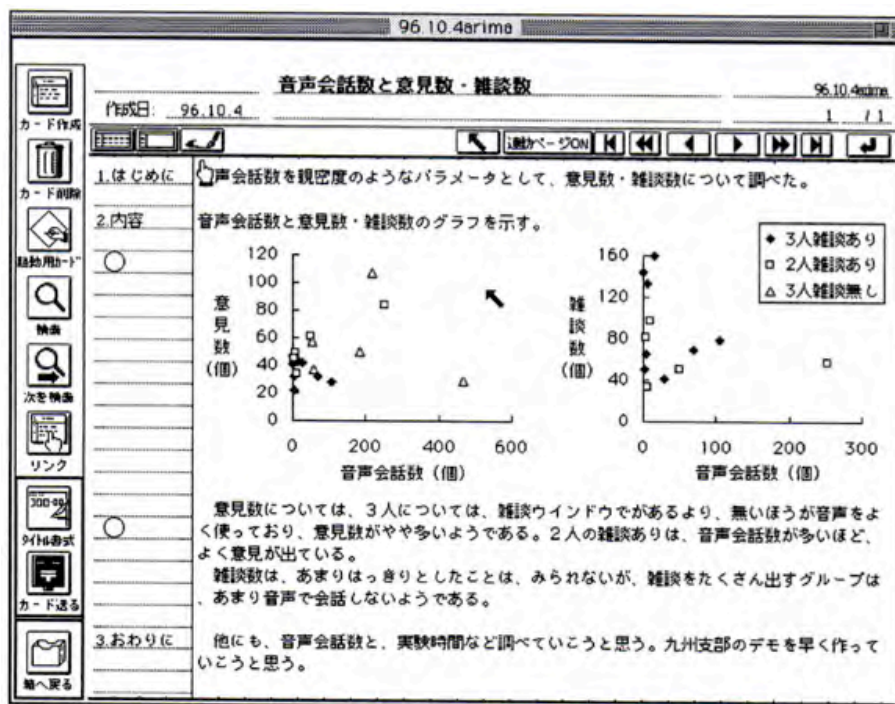 96.10.4arima
音声会話数と意見数・雑談数
96.10.4arima
作成日: 96.10.4
1 / 1
カード作成
カード削除
起動用カード
検索
次を検索
リンク
タイトル書式
カード送る
箱へ戻る
連動ページON
1.はじめに
声会話数を親密度のようなパラメータとして、意見数・雑談数について調べた。
2.内容
音声会話数と意見数・雑談数のグラフを示す。
意見数(個)
120
100
80
60
40
20
0
0 200 400 600
音声会話数(個)
雑談数(個)
160
120
80
40
0
0 100 200 300
音声会話数(個)
3人雑談あり
2人雑談あり
3人雑談無し
意見数については、3人については、雑談ウインドウでがあるより、無いほうが音声をよ
く使っており、意見数がやや多いようである。2人の雑談ありは、音声会話数が多いほど、
よく意見が出ている。
雑談数は、あまりはっきりとしたことは、みられないが、雑談をたくさん出すグループは
、あまり音声で会話しないようである。
3.おわりに
他にも、音声会話数と、実験時間など調べていこうと思う。九州支部のデモを早く作って
いこうと思う。